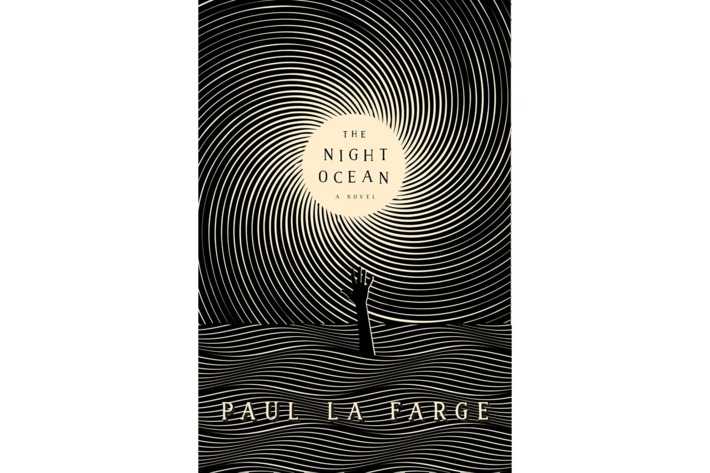 THE
NIGHT
OCEAN
A NOVEL
PAUL LA FARGE